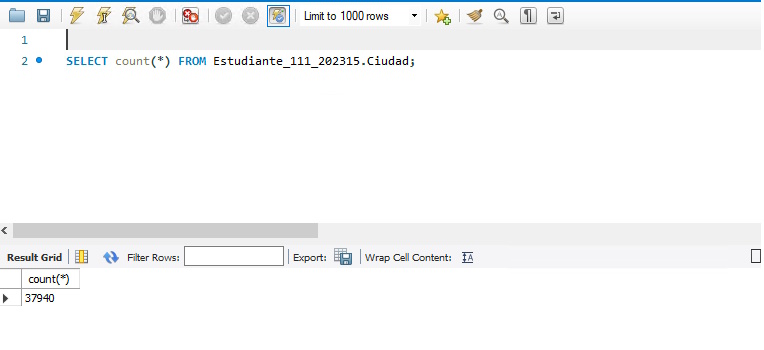 Limit to 1000 rows
1
2 SELECT count(*) FROM Estudiante_111_202315.Ciudad;
Result Grid Filter Rows: Export: Wrap Cell Content:
count(*)
37940